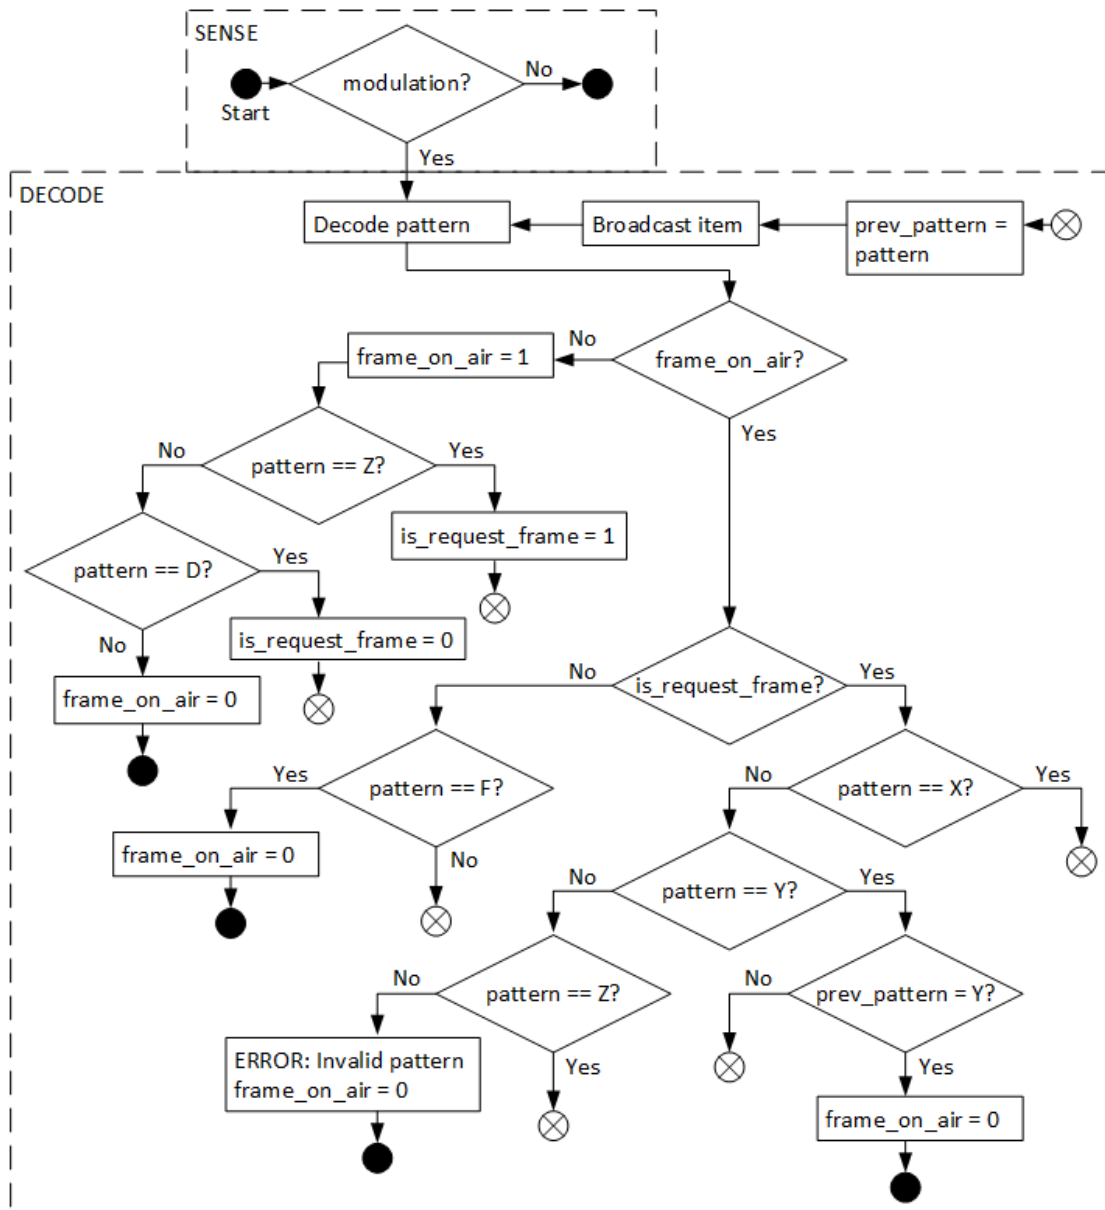 SENSE
modulation?
No
Start
Yes
DECODE
Decode pattern
Broadcast item
prev_pattern =
pattern
No
frame_on_air = 1
frame_on_air?
Yes
No
Yes
pattern == Z?
is_request_frame = 1
pattern == D?
Yes
is_request_frame = 0
No
frame_on_air = 0
No
is_request_frame?
Yes
Yes
pattern == F?
No
pattern == X?
Yes
frame_on_air = 0
No
No
pattern == Y?
Yes
No
pattern == Z?
No
prev_pattern = Y?
ERROR: Invalid pattern
frame_on_air = 0
Yes
Yes
frame_on_air = 0